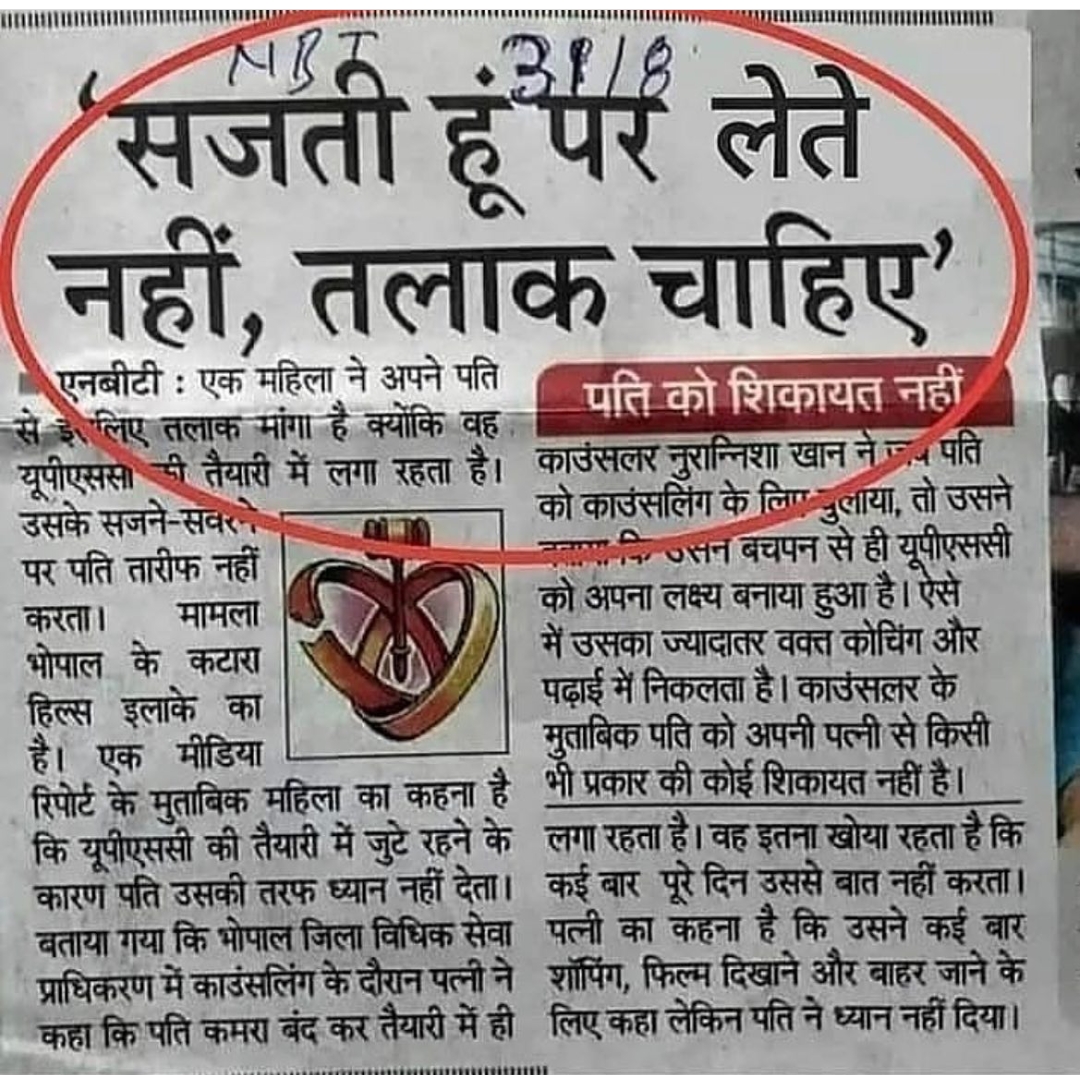 NBT 31/8
'सजती हूं पर लेते
नहीं, तलाक चाहिए'
एनबीटी : एक महिला ने अपने पति
से इसलिए तलाक मांगा है क्योंकि वह
यूपीएससी की तैयारी में लगा रहता है।
उसके सजने-संवरने
पर पति तारीफ नहीं
करता। मामला
भोपाल के कटारा
हिल्स इलाके का
है। एक मीडिया
रिपोर्ट के मुताबिक महिला का कहना है
कि यूपीएससी की तैयारी में जुटे रहने के
कारण पति उसकी तरफ ध्यान नहीं देता।
बताया गया कि भोपाल जिला विधिक सेवा
प्राधिकरण में काउंसलिंग के दौरान पत्नी ने
कहा कि पति कमरा बंद कर तैयारी में ही
पति को शिकायत नहीं
काउंसलर नुरान्निशा खान ने जब पति
को काउंसलिंग के लिए बुलाया, तो उसने
बताया कि उसने बचपन से ही यूपीएससी
को अपना लक्ष्य बनाया हुआ है। ऐसे
में उसका ज्यादातर वक्त कोचिंग और
पढ़ाई में निकलता है। काउंसलर के
मुताबिक पति को अपनी पत्नी से किसी
भी प्रकार की कोई शिकायत नहीं है।
लगा रहता है। वह इतना खोया रहता है कि
कई बार पूरे दिन उससे बात नहीं करता।
पत्नी का कहना है कि उसने कई बार
शॉपिंग, फिल्म दिखाने और बाहर जाने के
लिए कहा लेकिन पति ने ध्यान नहीं दिया।